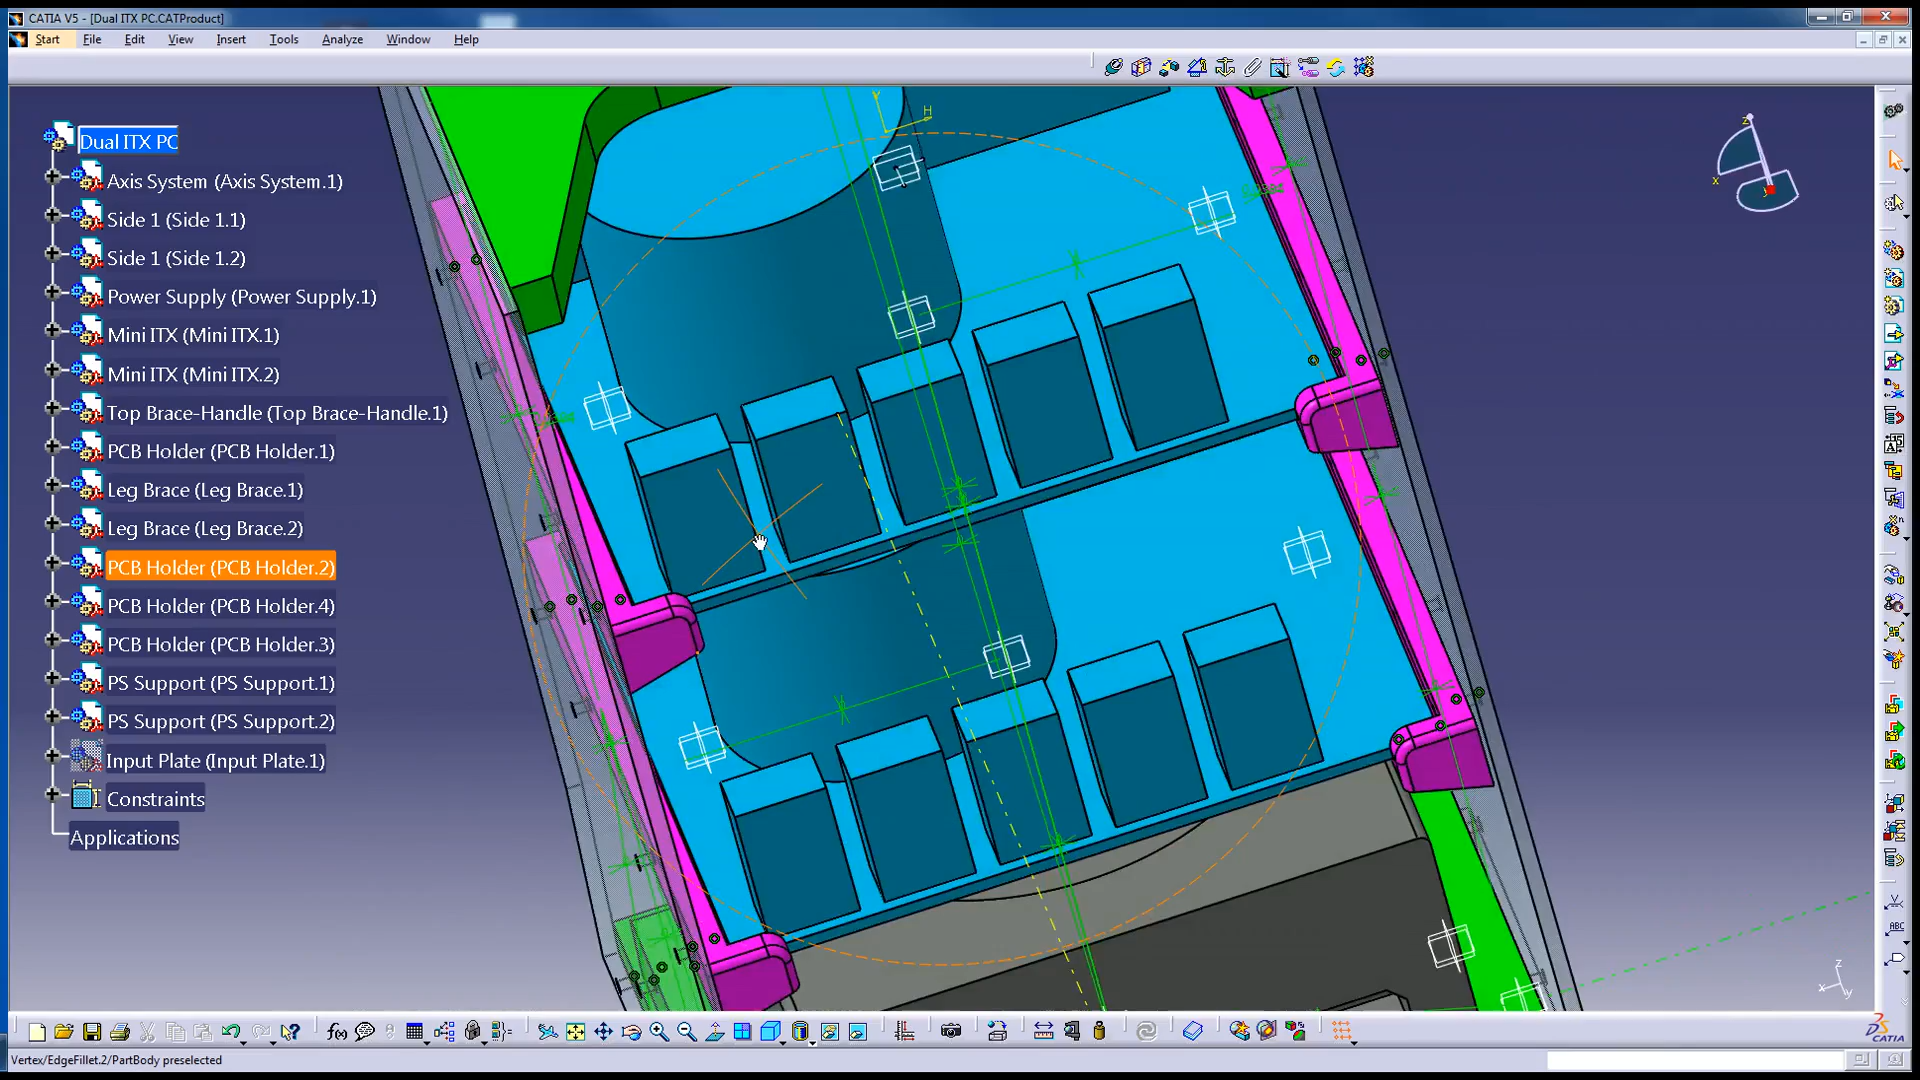 CATIA V5 - [Dual ITX PC.CATProduct]
Start File Edit View Insert Tools Analyze Window Help
Dual ITX PC
Axis System (Axis System.1)
Side 1 (Side 1.1)
Side 1 (Side 1.2)
Power Supply (Power Supply.1)
Mini ITX (Mini ITX.1)
Mini ITX (Mini ITX.2)
Top Brace-Handle (Top Brace-Handle.1)
PCB Holder (PCB Holder.1)
Leg Brace (Leg Brace.1)
Leg Brace (Leg Brace.2)
PCB Holder (PCB Holder.2)
PCB Holder (PCB Holder.4)
PCB Holder (PCB Holder.3)
PS Support (PS Support.1)
PS Support (PS Support.2)
Input Plate (Input Plate.1)
Constraints
Applications
H
z
x
z
x
y
ABC
f(x)
CATIA
Vertex/EdgeFillet.2/PartBody preselected